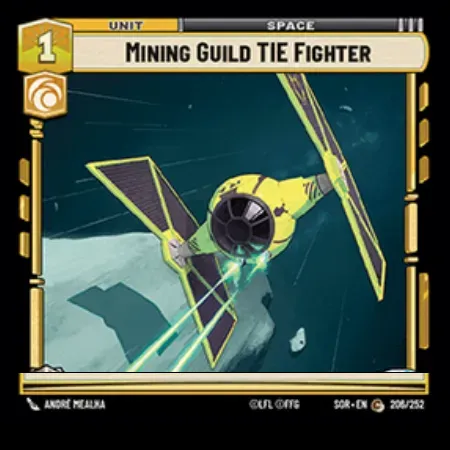 UNIT SPACE
1 MINING GUILD TIE FIGHTER
ANDRÉ MEALHA ©LFL ©FFG SOR • EN C 206/252